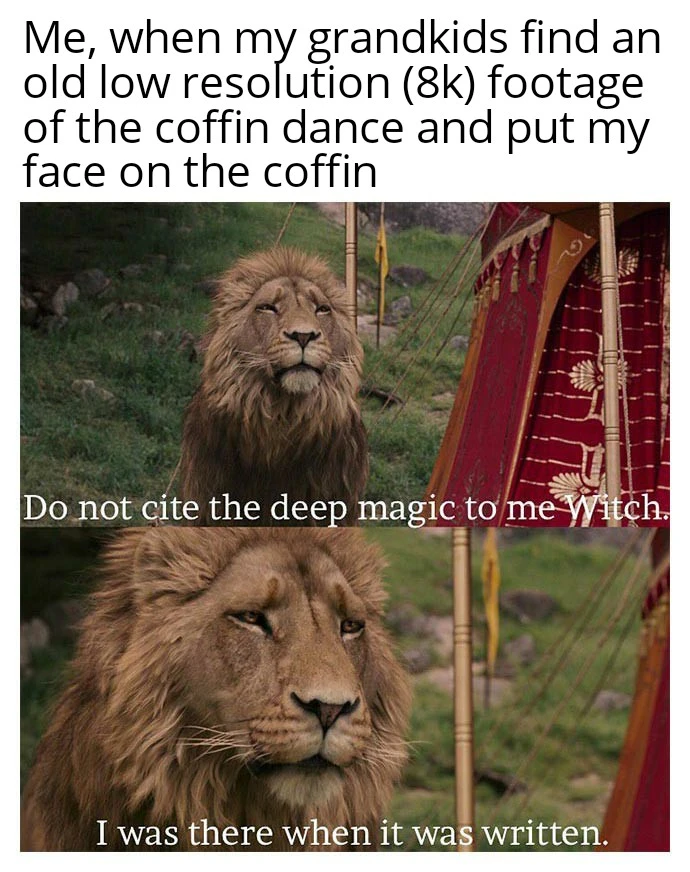 Me, when my grandkids find an
old low resolution (8k) footage
of the coffin dance and put my
face on the coffin
Do not cite the deep magic to me Witch.
I was there when it was written.